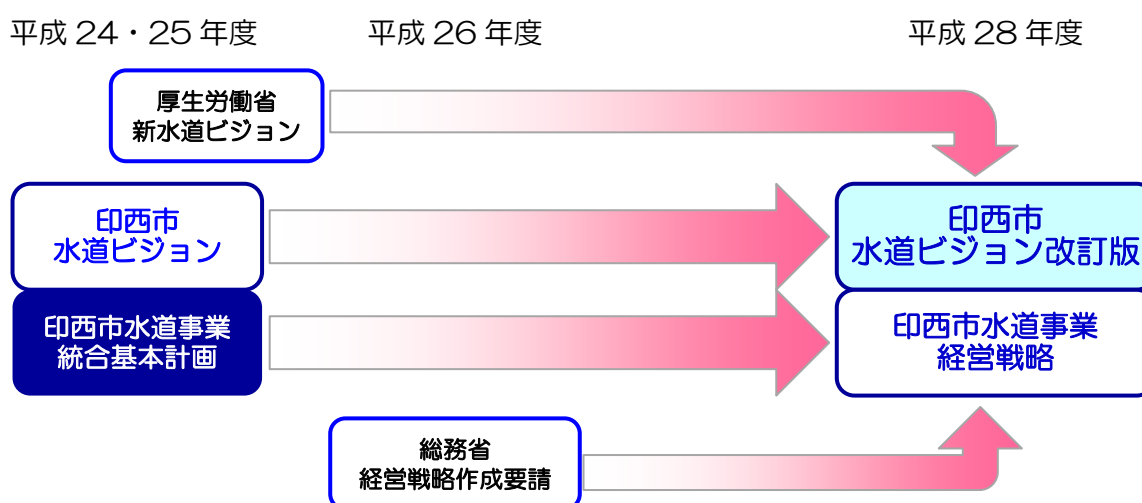 平成 24・25 年度
平成 26 年度
平成 28 年度
厚生労働省
新水道ビジョン
印西市
水道ビジョン
印西市
水道ビジョン改訂版
印西市水道事業
統合基本計画
印西市水道事業
経営戦略
総務省
経営戦略作成要請